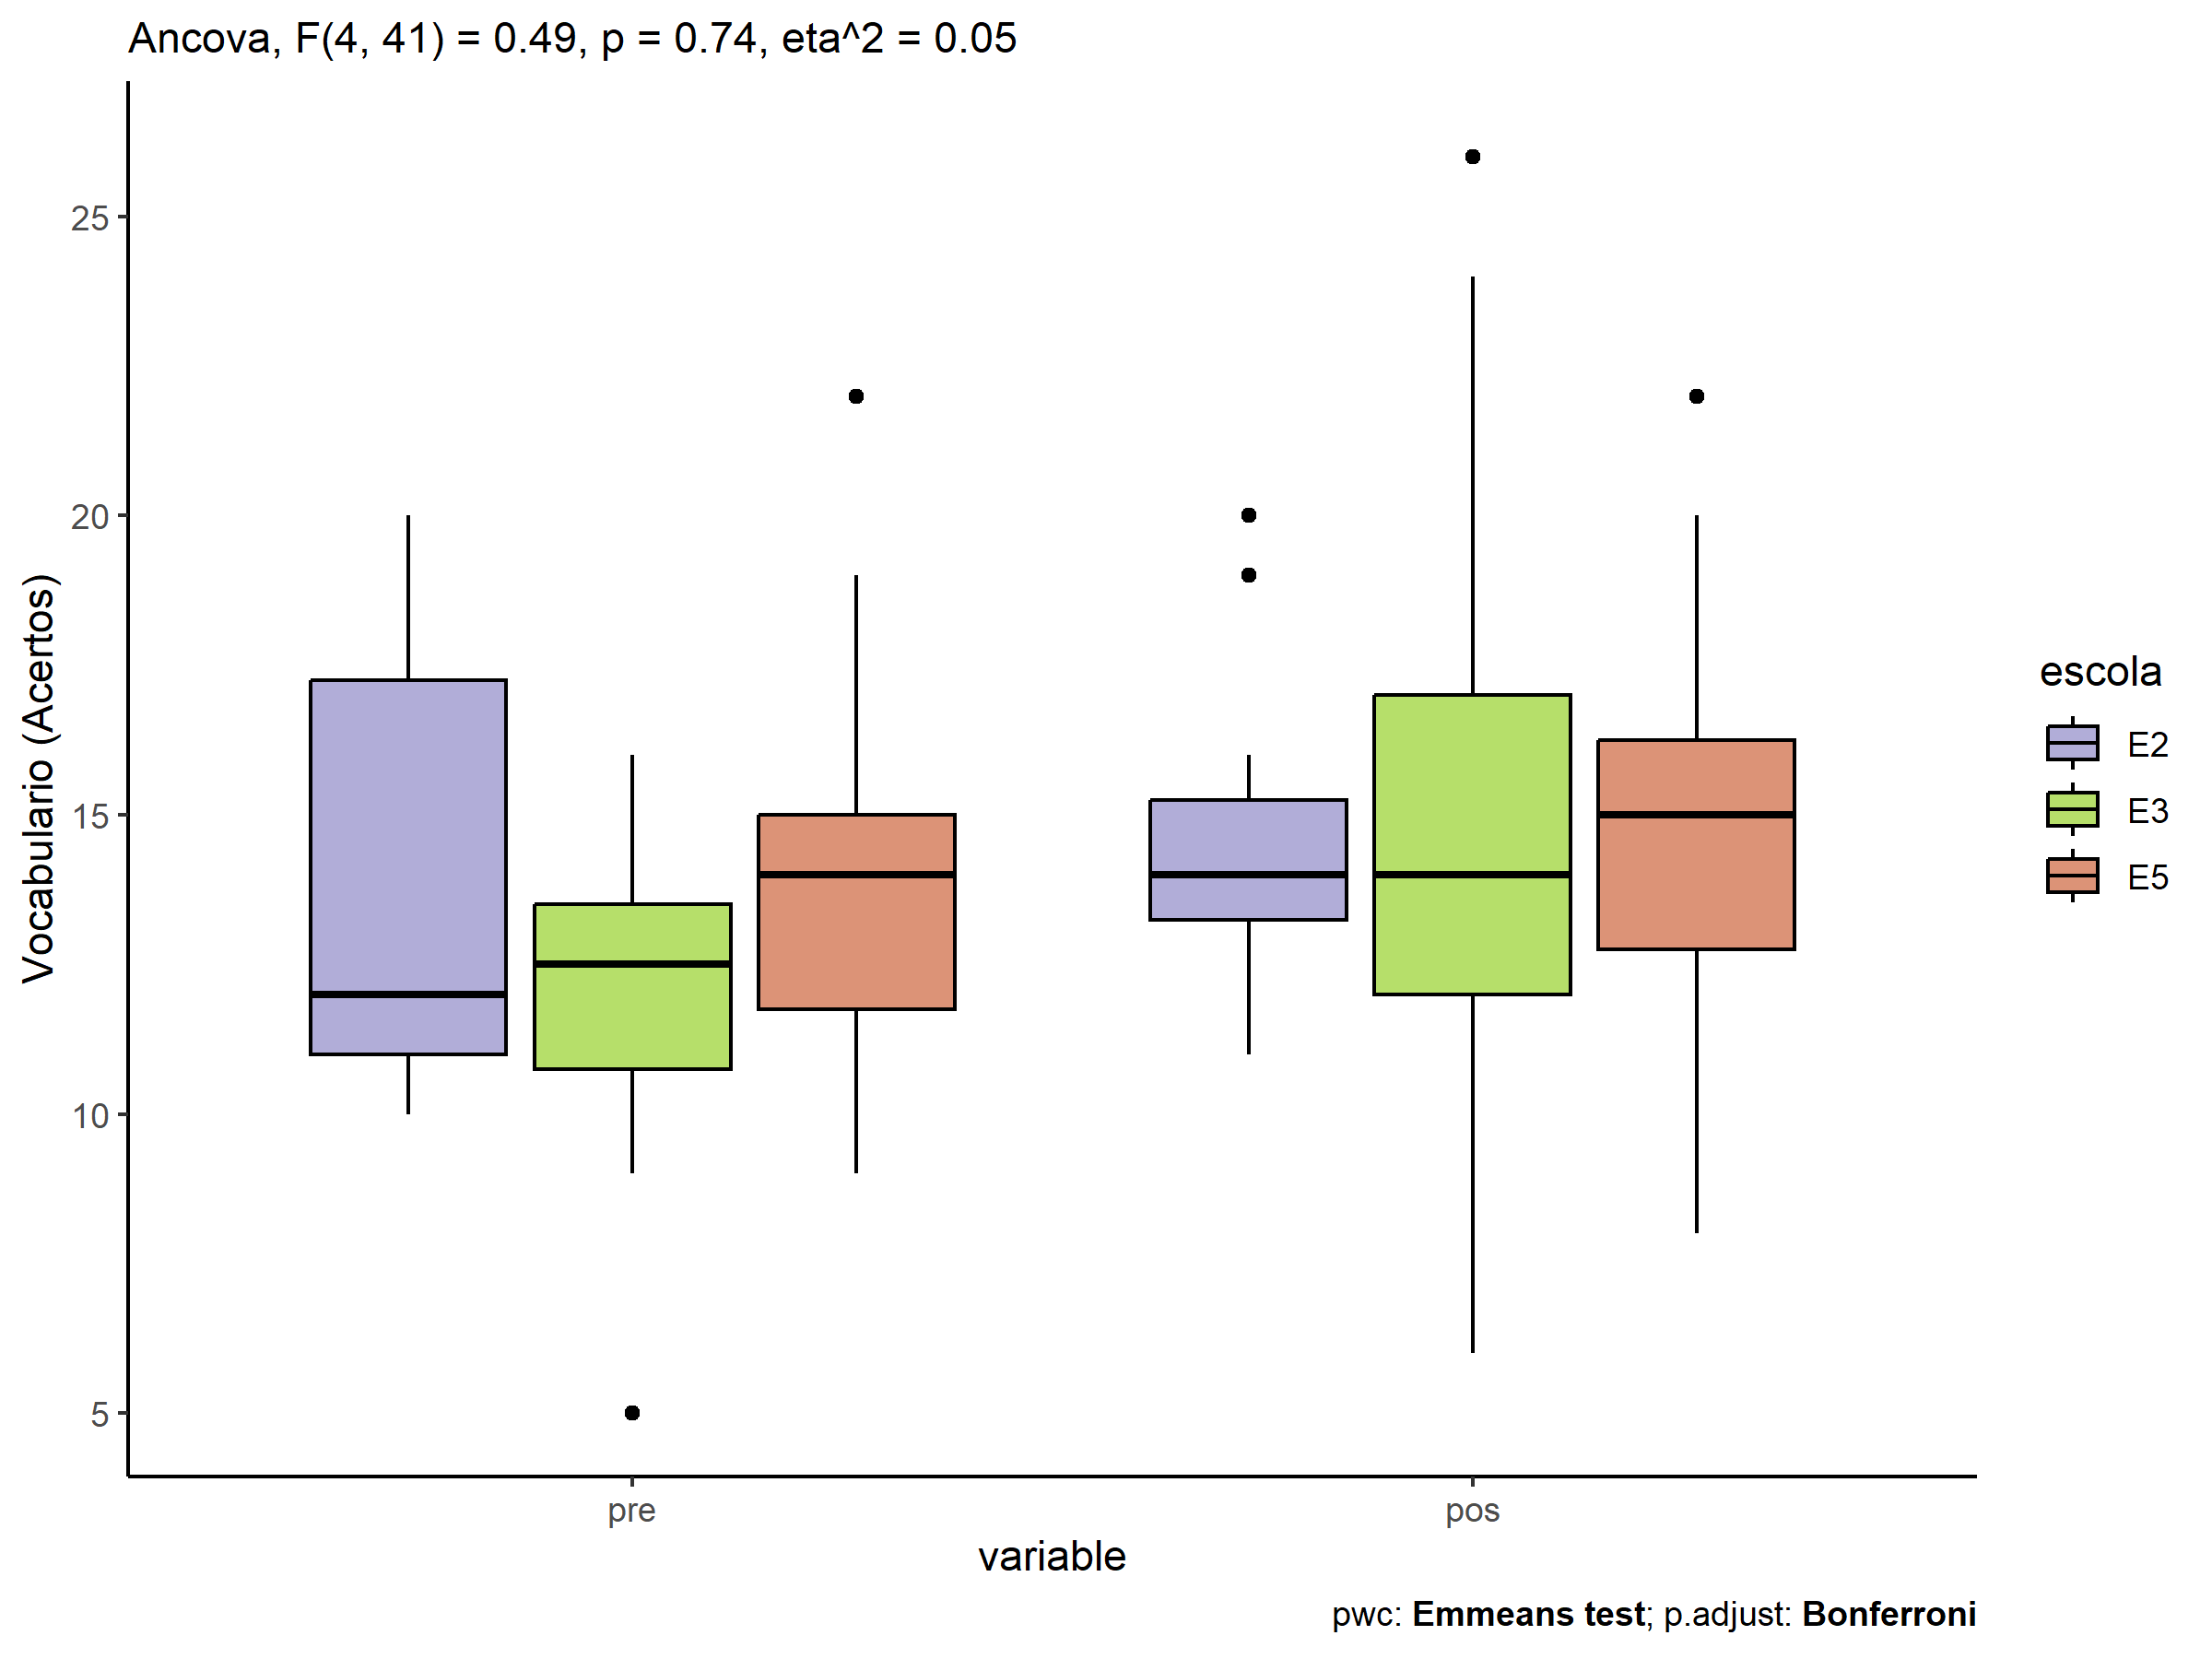 Ancova, F(4, 41) = 0.49, p = 0.74, eta^2 = 0.05
Vocabulario (Acertos)
25
20
15
10
5
pre
pos
variable
escola
E2
E3
E5
pwc: Emmeans test; p.adjust: Bonferroni